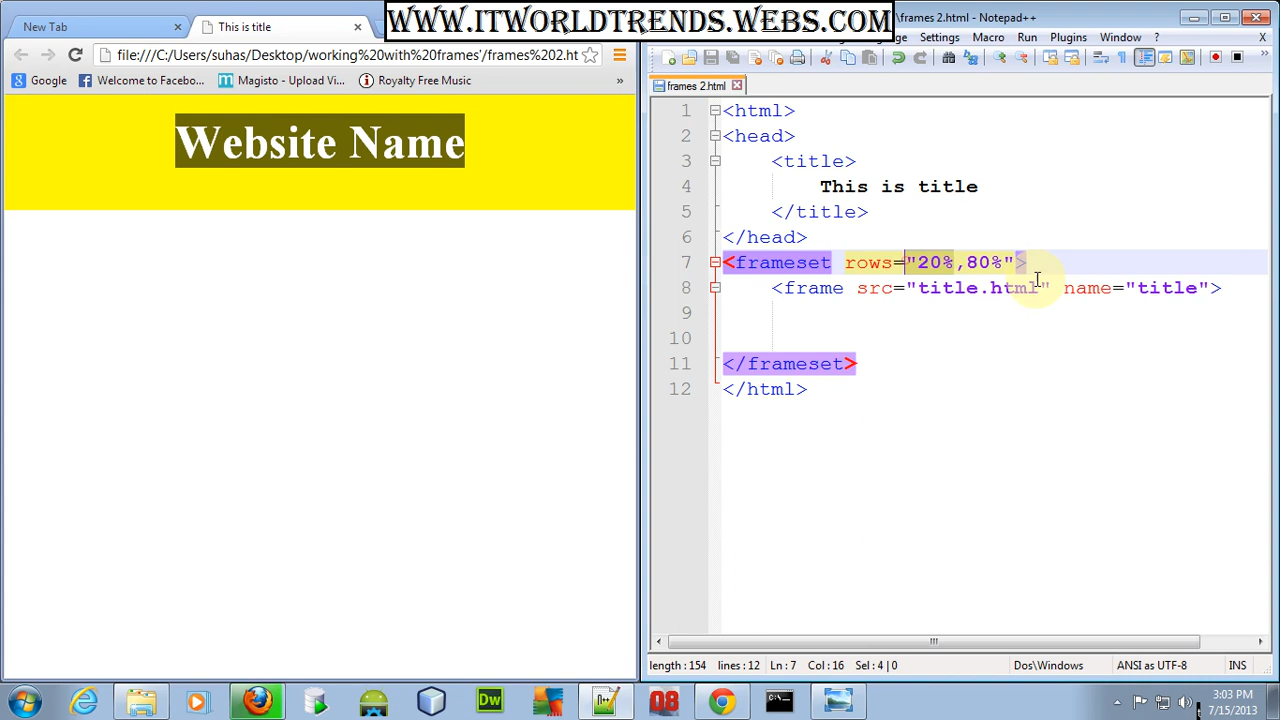 WWW.ITWORLDTRENDS.WEBS.COM
New Tab
This is title
file:///C:/Users/suhas/Desktop/working%20with%20frames'/frames%202.ht
Google
Welcome to Facebo...
Magisto - Upload Vi...
Royalty Free Music
»
Website Name
\frames 2.html - Notepad++
Settings
Macro
Run
Plugins
Window
?
X
frames 2.html
1 <html>
2 <head>
3 <title>
4 This is title
5 </title>
6 </head>
7 <frameset rows="20%,80%">
8 <frame src="title.html" name="title">
9
10
11 </frameset>
12 </html>
length : 154 lines : 12 Ln : 7 Col : 16 Sel : 4 | 0 Dos\Windows ANSI as UTF-8 INS
Dw
3:03 PM
7/15/2013